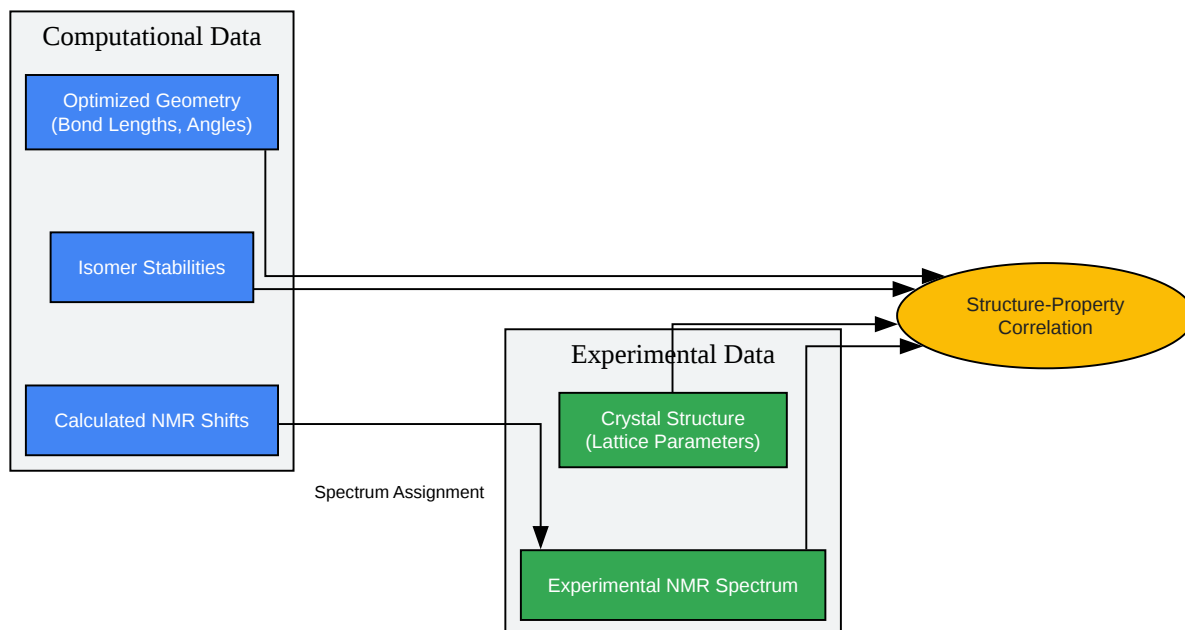 Computational Data
Optimized Geometry
(Bond Lengths, Angles)
Isomer Stabilities
Calculated NMR Shifts
Spectrum Assignment
Experimental Data
Crystal Structure
(Lattice Parameters)
Experimental NMR Spectrum
Structure-Property
Correlation